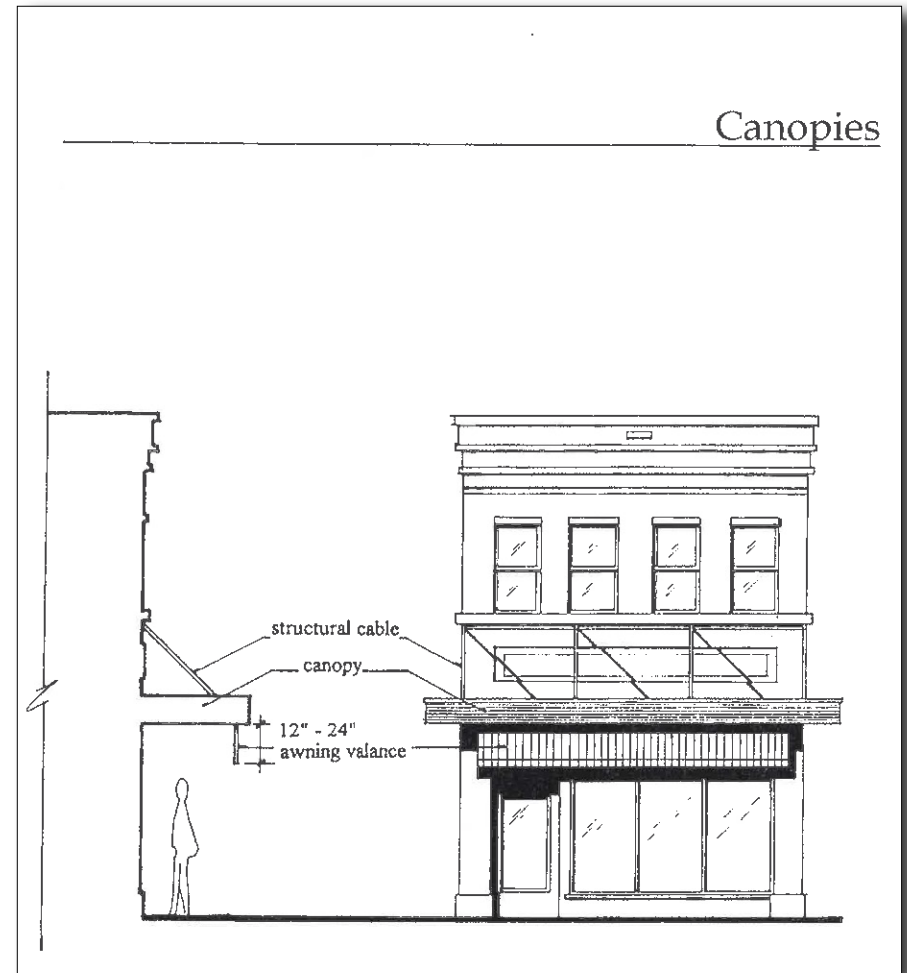 Canopies
structural cable
canopy
12" - 24"
awning valance